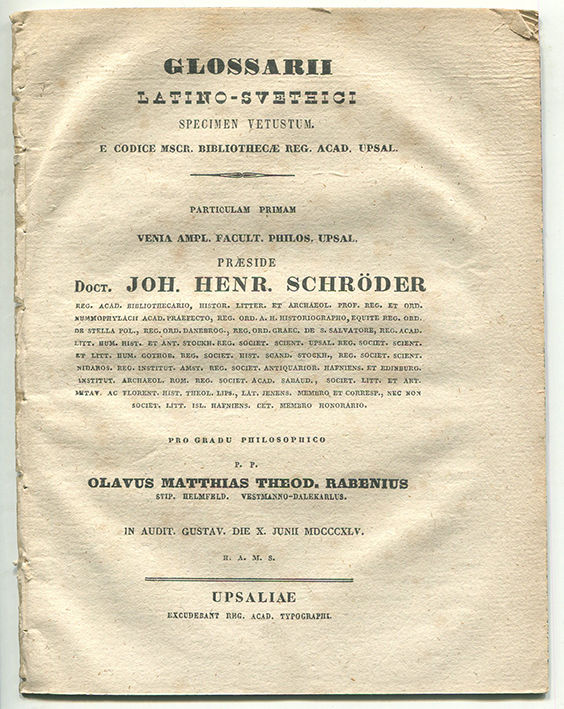 GLOSSARII
LATINO-SVETHICI
SPECIMEN VETUSTUM.
E CODICE MSCR. BIBLIOTHECÆ REG. ACAD. UPSAL.
PARTICULAM PRIMAM
VENIA AMPL. FACULT. PHILOS. UPSAL.
PRÆSIDE
DOCT. JOH. HENR. SCHRÖDER
REG. ACAD. BIBLIOTHECARIO, HISTOR. LITTER. ET ARCHÆOL. PROF. REG. ET ORD.
NUMMOPHYLACII ACAD. PRAEFECTO, REG. ORD. A. H. HISTORIOGRAPHO, EQUITE REG. ORD.
DE STELLA POL., REG. ORD. DANEBROG., REG. ORD. GRAEC. DE S. SALVATORE, REG. ACAD.
LITT. HUM. HIST. ET ANT. STOCKH. REG. SOCIET. SCIENT. UPSAL. REG. SOCIET. SCIENT.
ET LITT. HUM. GOTHOB. REG. SOCIET. HIST. SCAND. STOCKH., REG. SOCIET. SCIENT.
NIDAROS. REG. INSTITUT. AMST. REG. SOCIET. ANTIQUARIOR. HAFNIENS. ET EDINBURG.
INSTITUT. ARCHAEOL. ROM. REG. SOCIET. ACAD. SABAUD., SOCIET. LITT. ET ART.
BATAV. AC FLORENT. HIST. THEOL. LIPS., LAT. JENENS. MEMBRO ET CORRESP., NEC NON
SOCIET. LITT. ISL. HAFNIENS. CET. MEMBRO HONORARIO.
PRO GRADU PHILOSOPHICO
P. P.
OLAVUS MATTHIAS THEOD. RABENIUS
STIP. HELMFELD. VESTMANNO-DALEKARLUS.
IN AUDIT. GUSTAV. DIE X. JUNII MDCCCXLV.
H. A. M. S.
UPSALIAE
EXCUDEBANT REG. ACAD. TYPOGRAPHI.